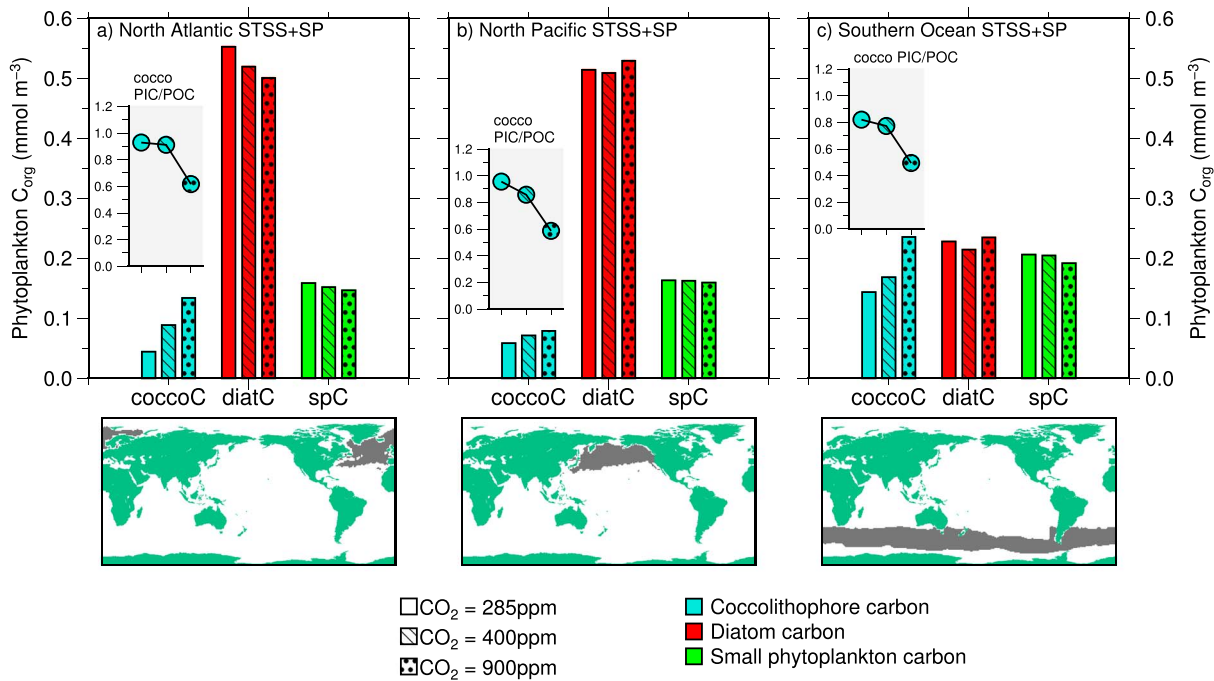 a) North Atlantic STSS+SP
b) North Pacific STSS+SP
c) Southern Ocean STSS+SP
Phytoplankton Corg (mmol m−3)
0.6
0.5
0.4
0.3
0.2
0.1
0.0
cocco
PIC/POC
1.2
1.0
0.8
0.6
0.4
0.2
0.0
coccoC diatC spC
cocco
PIC/POC
1.2
1.0
0.8
0.6
0.4
0.2
0.0
coccoC diatC spC
cocco PIC/POC
1.2
1.0
0.8
0.6
0.4
0.2
0.0
coccoC diatC spC
0.6
0.5
0.4
0.3
0.2
0.1
0.0
Phytoplankton Corg (mmol m−3)
CO2 = 285ppm
CO2 = 400ppm
CO2 = 900ppm
Coccolithophore carbon
Diatom carbon
Small phytoplankton carbon